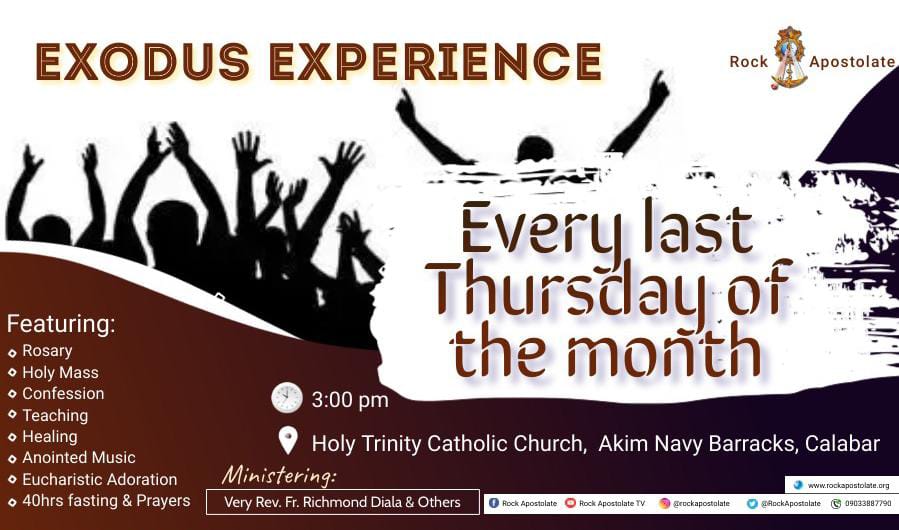 EXODUS EXPERIENCE
Rock Apostolate
Every last
Thursday of
the month
Featuring:
Rosary
Holy Mass
Confession
Teaching
Healing
Anointed Music
Eucharistic Adoration
40hrs fasting & Prayers
3:00 pm
Holy Trinity Catholic Church, Akim Navy Barracks, Calabar
Ministering:
Very Rev. Fr. Richmond Diala & Others
www.rockapostolate.org
Rock Apostolate Rock Apostolate TV @rockapostolate @RockApostolate 09033887790